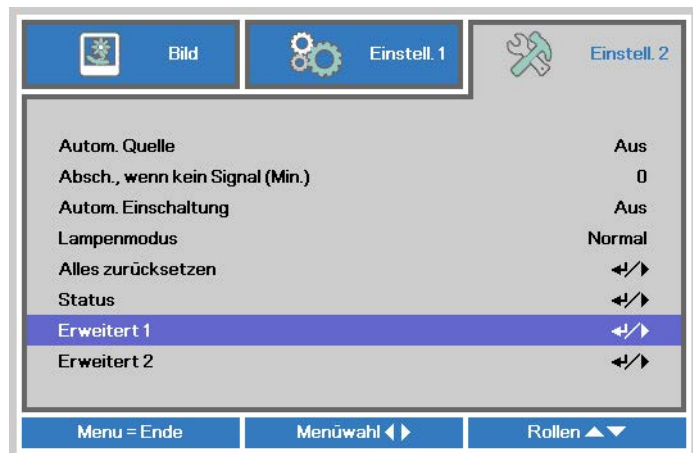 Bild Einstell. 1 Einstell. 2
Autom. Quelle Aus
Absch., wenn kein Signal (Min.) 0
Autom. Einschaltung Aus
Lampenmodus Normal
Alles zurücksetzen ↵/▶
Status ↵/▶
Erweitert 1 ↵/▶
Erweitert 2 ↵/▶
Menu = Ende Menüwahl ◀ ▶ Rollen ▲▼